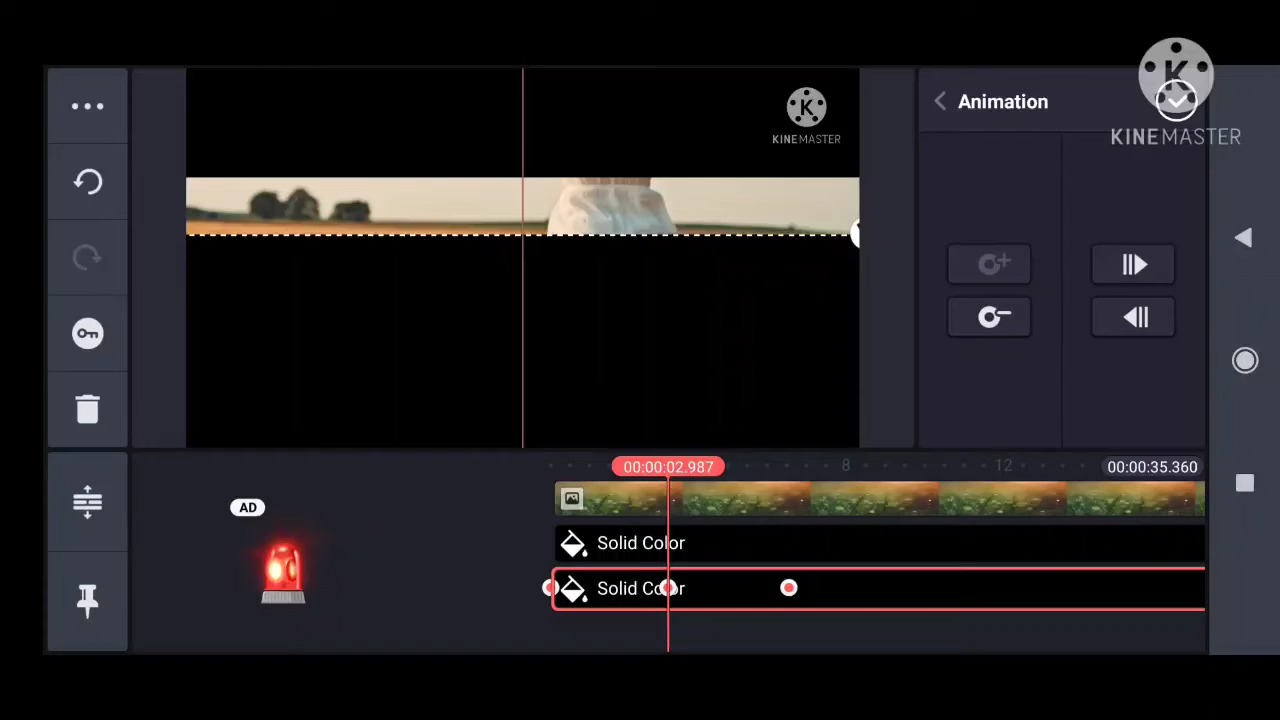 Animation
KINEMASTER
KINEMASTER
00:00:02.987
8
12
00:00:35.360
AD
Solid Color
Solid Color